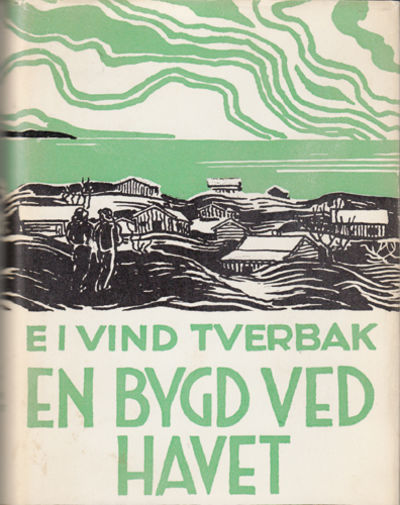 EIVIND TVERBAK
EN BYGD VED
HAVET